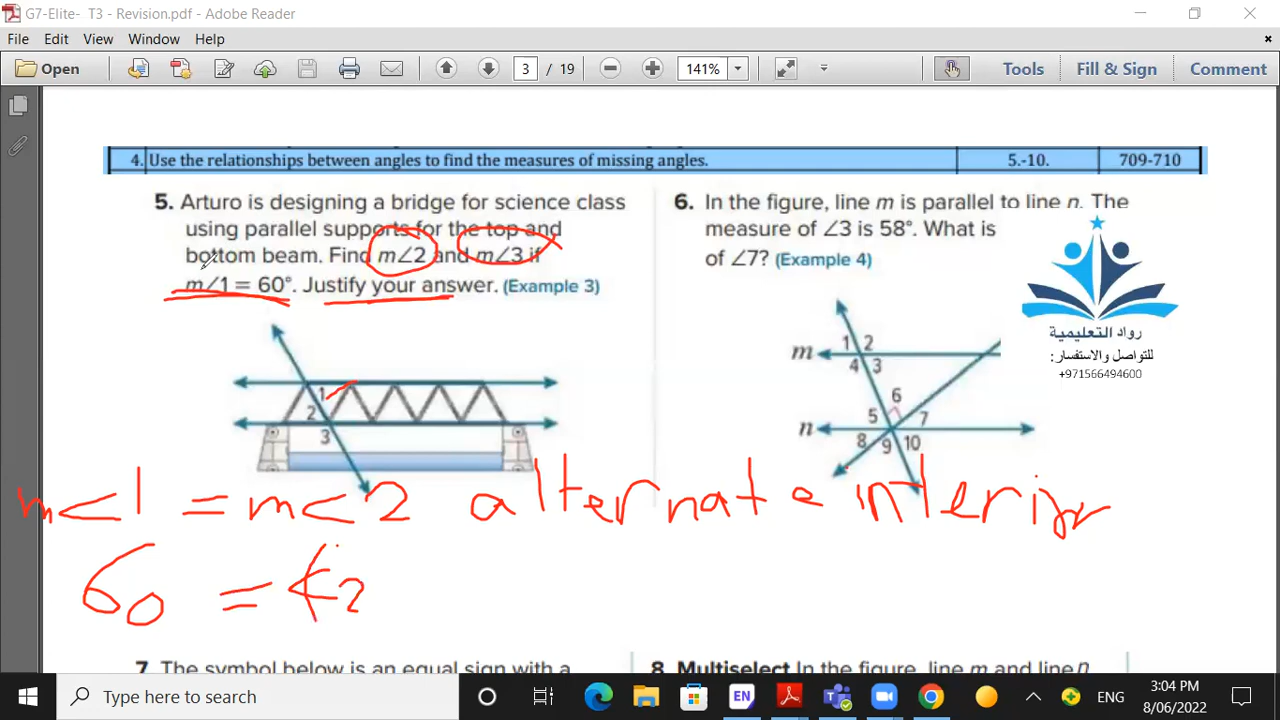 G7-Elite- T3 - Revision.pdf - Adobe Reader
File Edit View Window Help
Open 3 / 19 141% Tools Fill & Sign Comment
4. Use the relationships between angles to find the measures of missing angles. 5.-10. 709-710
5. Arturo is designing a bridge for science class
using parallel supports for the top and
bottom beam. Find m∠2 and m∠3 if
m∠1 = 60°. Justify your answer. (Example 3)
1
2
3
6. In the figure, line m is parallel to line n. The
measure of ∠3 is 58°. What is
of ∠7? (Example 4)
m 1 2
4 3
6
n 5 7
8 9 10
رواد التعليمية
للتواصل والاستفسار:
+971566494600
m<1 = m<2 alternate interior
60 = <2
7. The symbol below is an equal sign with a
8. Multiselect In the figure, line m and line n
Type here to search
EN
ENG
3:04 PM
8/06/2022